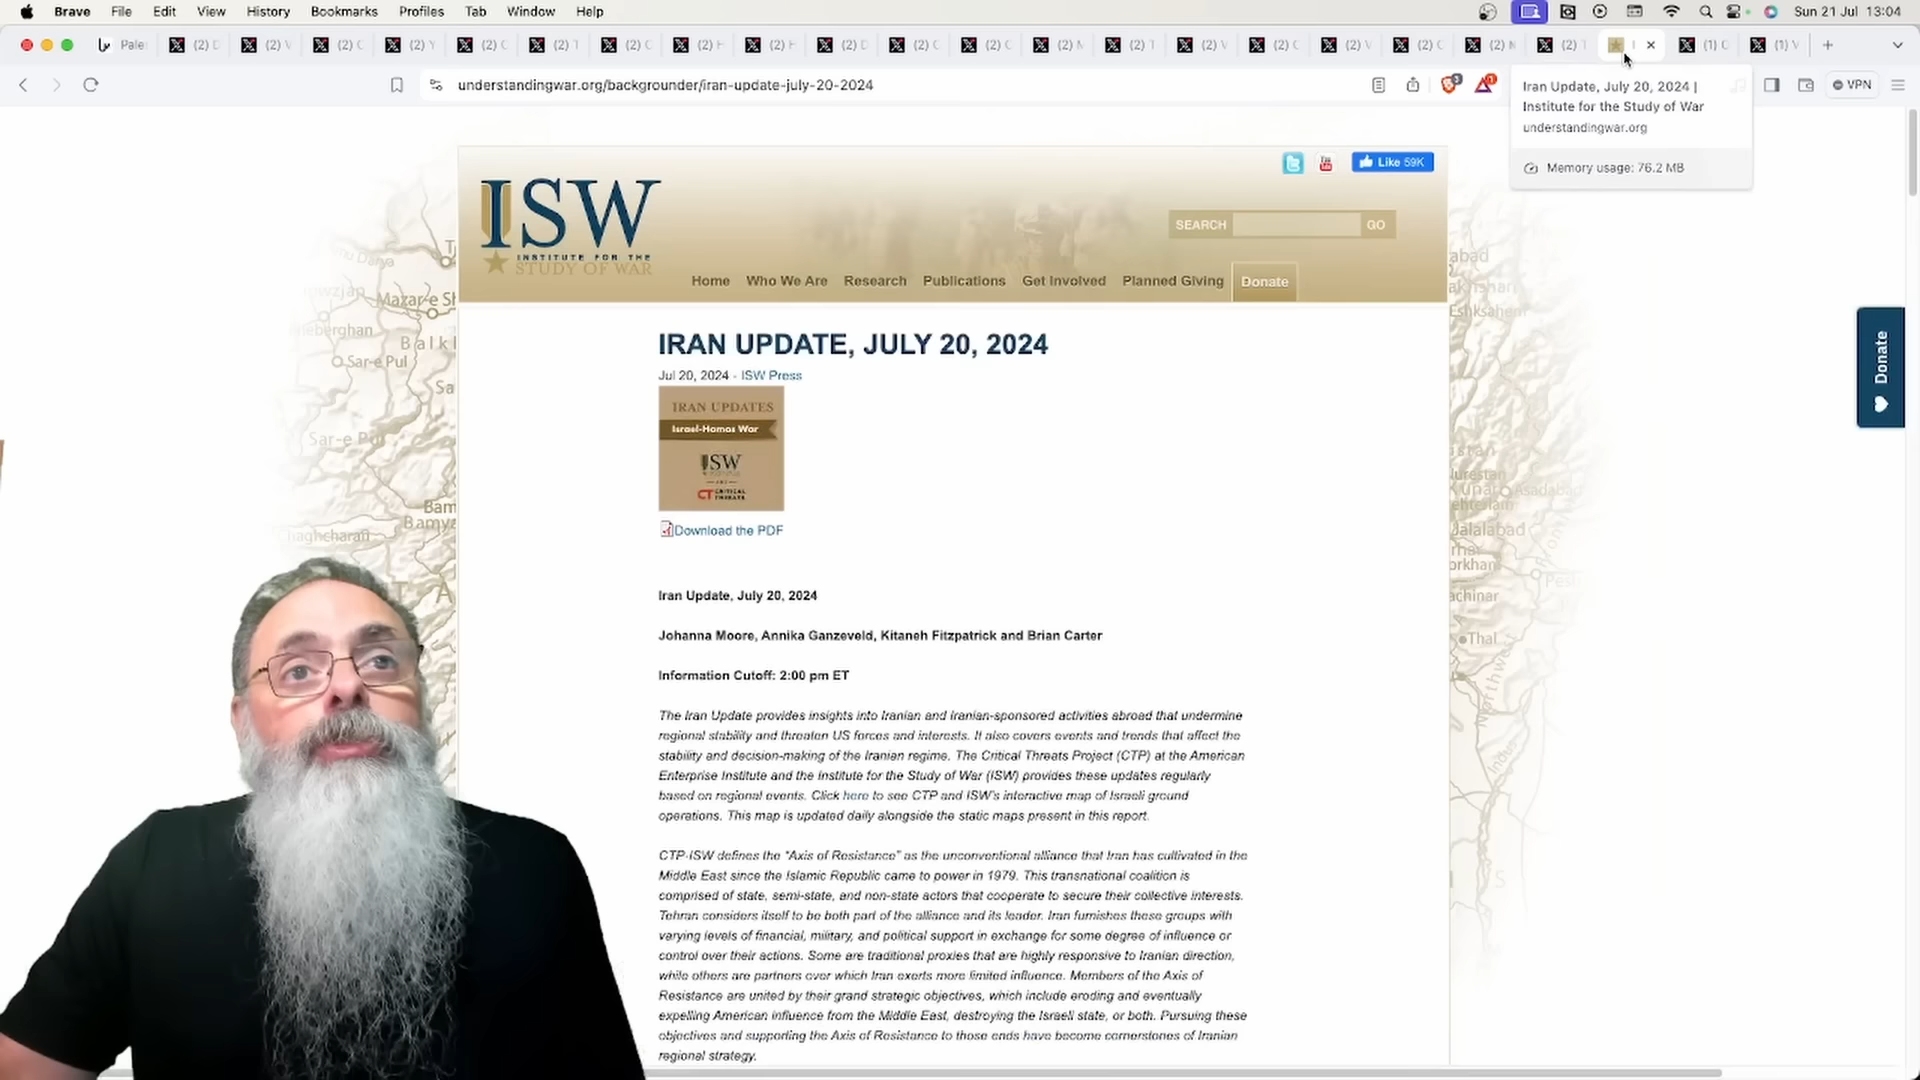 Brave File Edit View History Bookmarks Profiles Tab Window Help
Sun 21 Jul 13:04
Pale
understandingwar.org/backgrounder/iran-update-july-20-2024
VPN
Iran Update, July 20, 2024 |
Institute for the Study of War
understandingwar.org
Memory usage: 76.2 MB
Like 59K
ISW
INSTITUTE FOR THE
STUDY OF WAR
SEARCH GO
Home Who We Are Research Publications Get Involved Planned Giving Donate
Donate
IRAN UPDATE, JULY 20, 2024
Jul 20, 2024 - ISW Press
IRAN UPDATES
Israel-Hamas War
ISW
CT CRITICAL
THREATS
Download the PDF
Iran Update, July 20, 2024
Johanna Moore, Annika Ganzeveld, Kitaneh Fitzpatrick and Brian Carter
Information Cutoff: 2:00 pm ET
The Iran Update provides insights into Iranian and Iranian-sponsored activities abroad that undermine
regional stability and threaten US forces and interests. It also covers events and trends that affect the
stability and decision-making of the Iranian regime. The Critical Threats Project (CTP) at the American
Enterprise Institute and the Institute for the Study of War (ISW) provides these updates regularly
based on regional events. Click here to see CTP and ISW's interactive map of Israeli ground
operations. This map is updated daily alongside the static maps present in this report.
CTP-ISW defines the "Axis of Resistance" as the unconventional alliance that Iran has cultivated in the
Middle East since the Islamic Republic came to power in 1979. This transnational coalition is
comprised of state, semi-state, and non-state actors that cooperate to secure their collective interests.
Tehran considers itself to be both part of the alliance and its leader. Iran furnishes these groups with
varying levels of financial, military, and political support in exchange for some degree of influence or
control over their actions. Some are traditional proxies that are highly responsive to Iranian direction,
while others are partners over which Iran exerts more limited influence. Members of the Axis of
Resistance are united by their grand strategic objectives, which include eroding and eventually
expelling American influence from the Middle East, destroying the Israeli state, or both. Pursuing these
objectives and supporting the Axis of Resistance to those ends have become cornerstones of Iranian
regional strategy.
Mazar-e Sh
Balkh
Sar-e Pul
Sar-e Pul
Bam
Bamya
Chaghcharan
Jalalabad
Asadabad
Thal
Indus